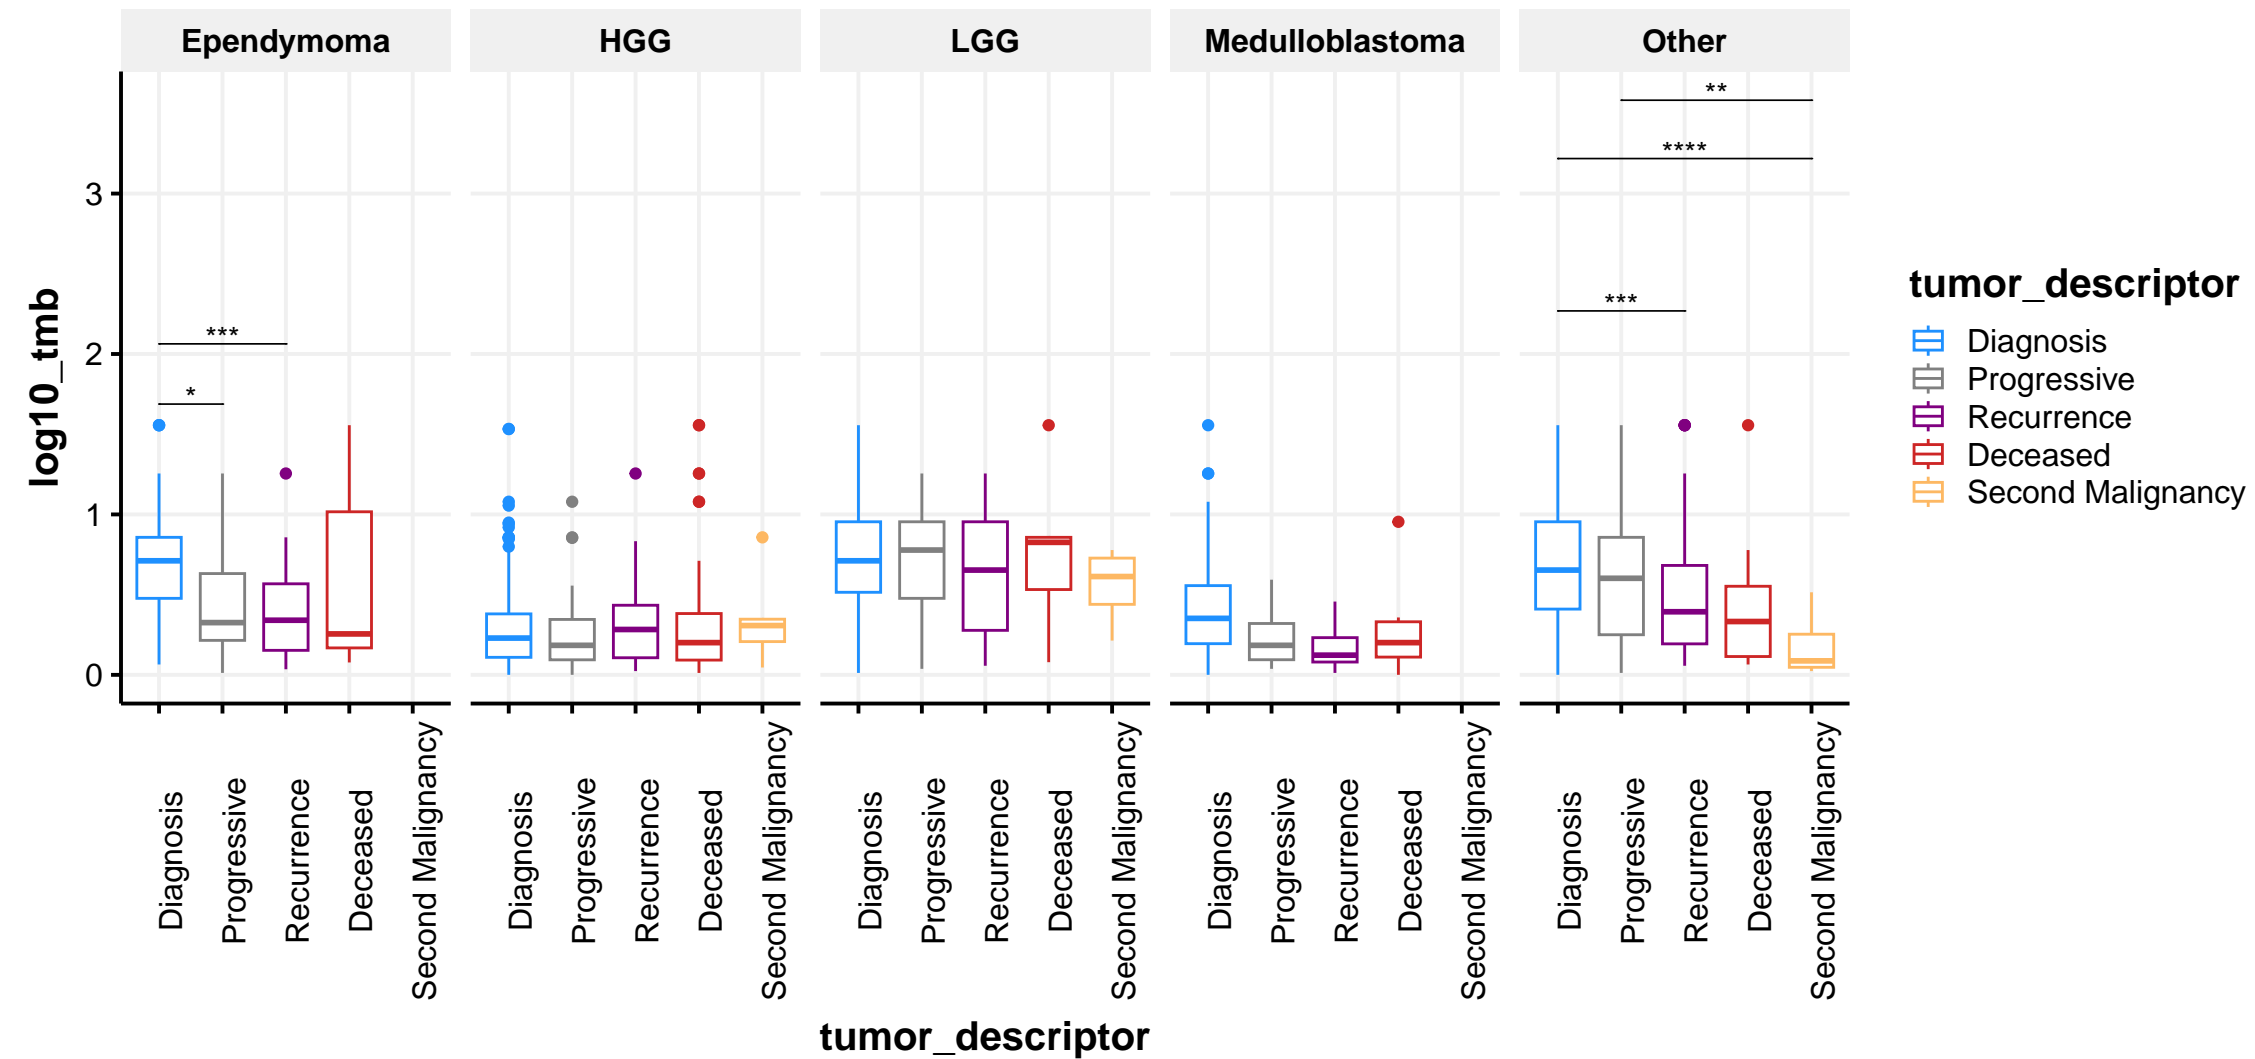 Ependymoma
HGG
LGG
Medulloblastoma
Other
log10_tmb
3
2
1
0
***
*
**
****
***
Diagnosis
Progressive
Recurrence
Deceased
Second Malignancy
Diagnosis
Progressive
Recurrence
Deceased
Second Malignancy
Diagnosis
Progressive
Recurrence
Deceased
Second Malignancy
Diagnosis
Progressive
Recurrence
Deceased
Second Malignancy
Diagnosis
Progressive
Recurrence
Deceased
Second Malignancy
tumor_descriptor
tumor_descriptor
Diagnosis
Progressive
Recurrence
Deceased
Second Malignancy